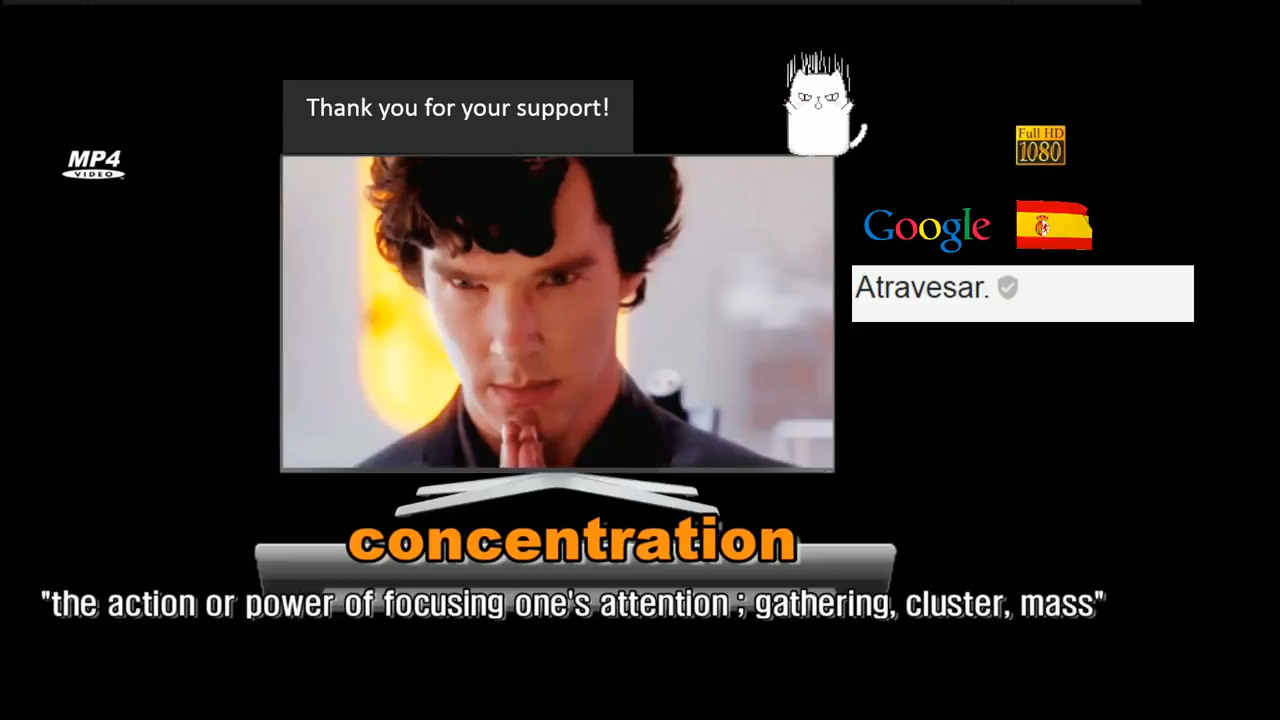 Thank you for your support!
MP4
VIDEO
Full HD
1080
Google
Atravesar.
concentration
"the action or power of focusing one's attention ; gathering, cluster, mass"